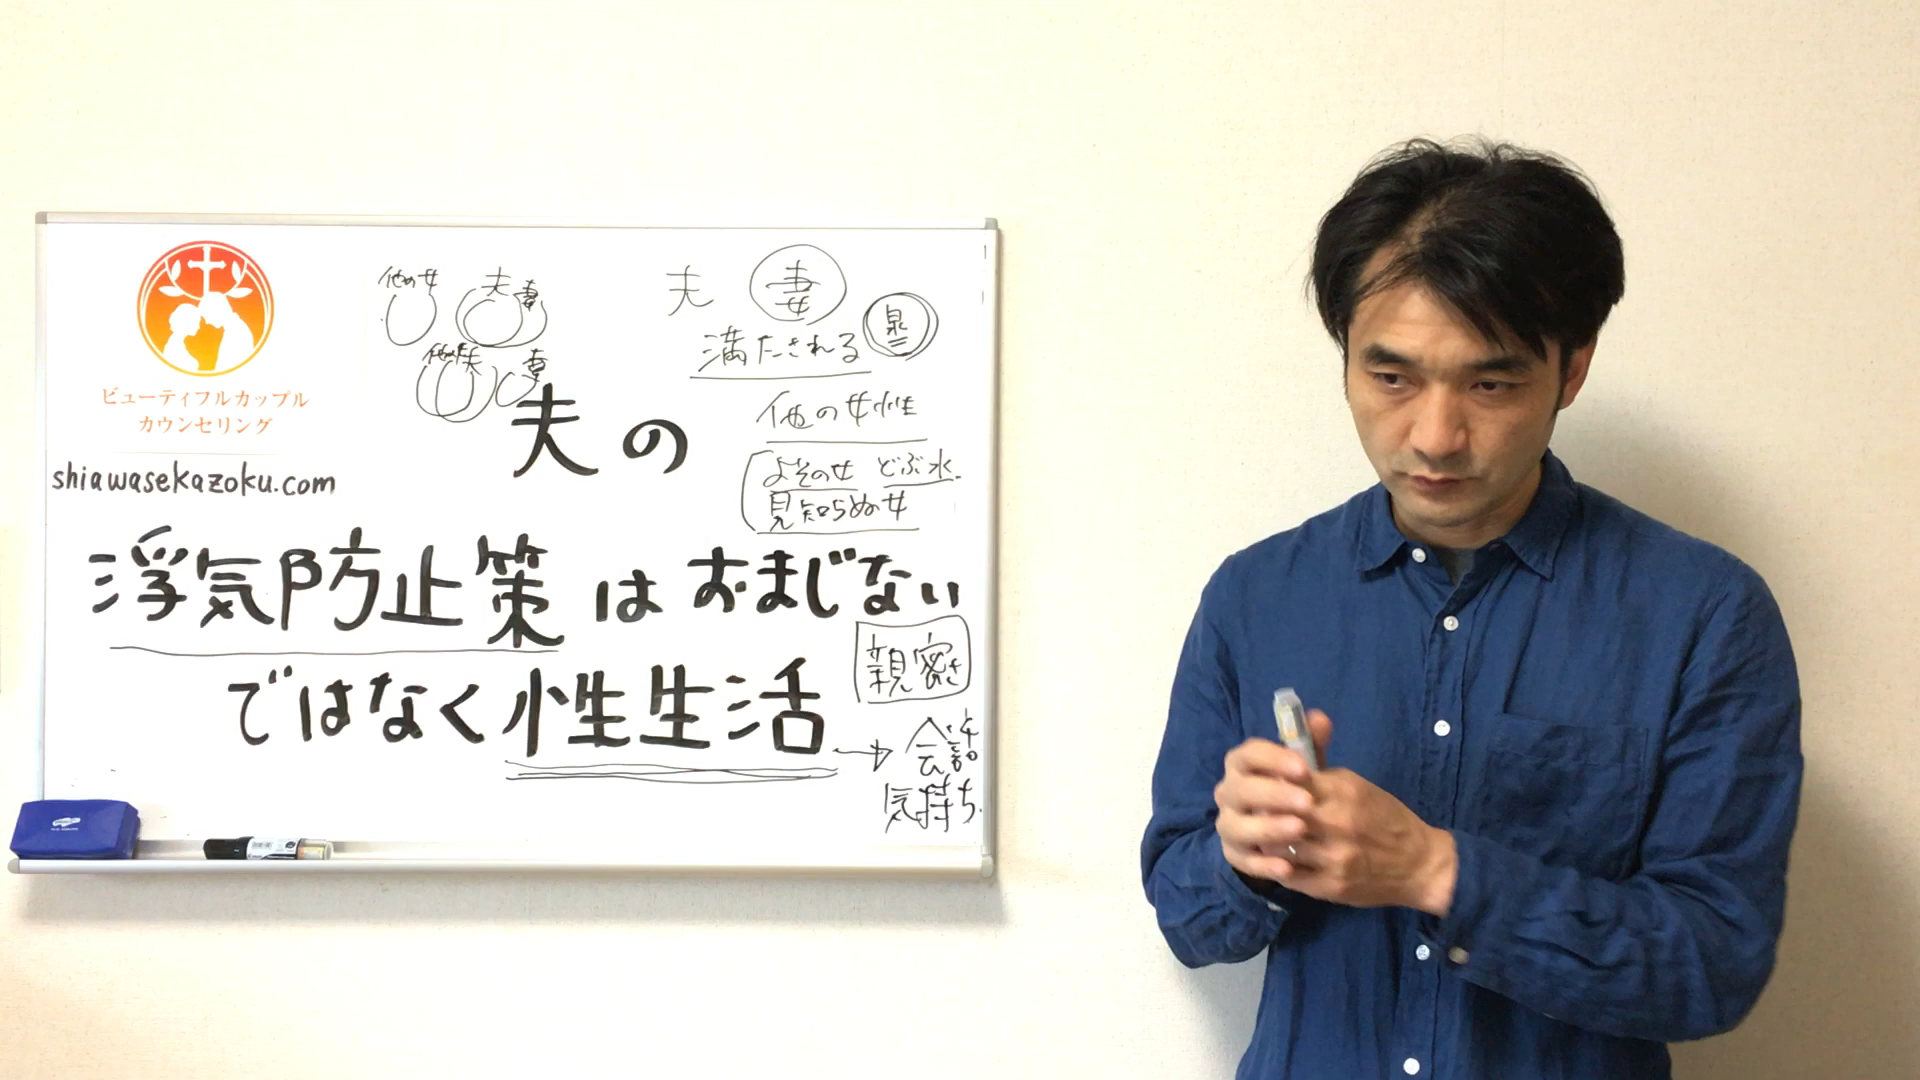 ビューティフルカップル
カウンセリング
shiawasekazoku.com
他の女 夫 妻
妻
夫 妻
泉
満たされる
他の女性
よその女 どぶ水
見知らぬ女
夫の
浮気防止策はおまじない
ではなく性生活
親密さ
会話
気持ち